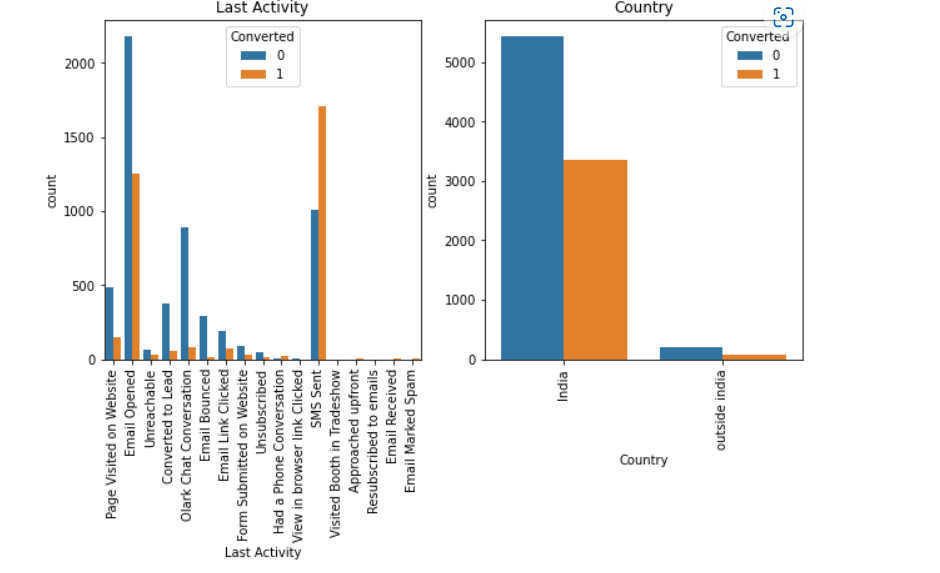 Last Activity
Converted
0
1
2000
1500
1000
500
0
count
Page Visited on Website
Email Opened
Unreachable
Converted to Lead
Olark Chat Conversation
Email Bounced
Email Link Clicked
Form Submitted on Website
Unsubscribed
Had a Phone Conversation
View in browser link Clicked
SMS Sent
Visited Booth in Tradeshow
Approached upfront
Resubscribed to emails
Email Received
Email Marked Spam
Last Activity
Country
Converted
0
1
5000
4000
3000
2000
1000
0
count
India
outside india
Country